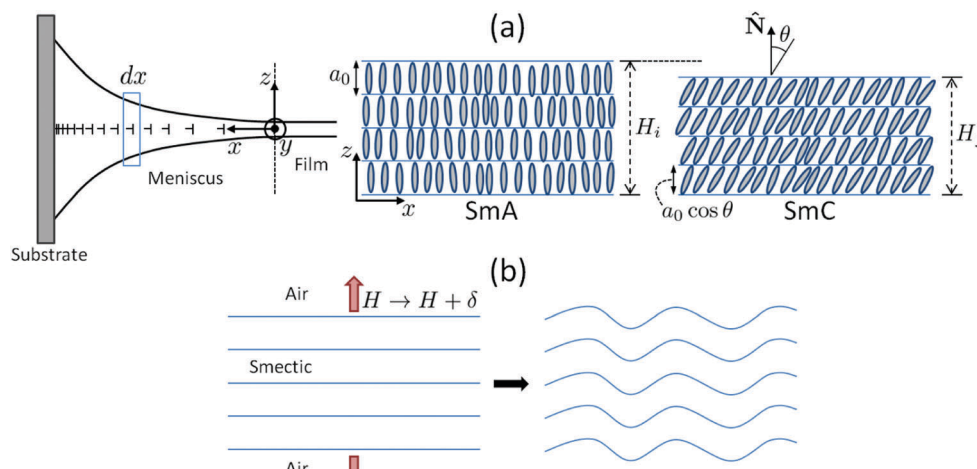 (a)
dx
z
x
y
Meniscus
Film
Substrate
a₀
z
x
SmA
H_i
N̂
θ
a₀ cos θ
SmC
H
(b)
Air
H → H + δ
Smectic
Air